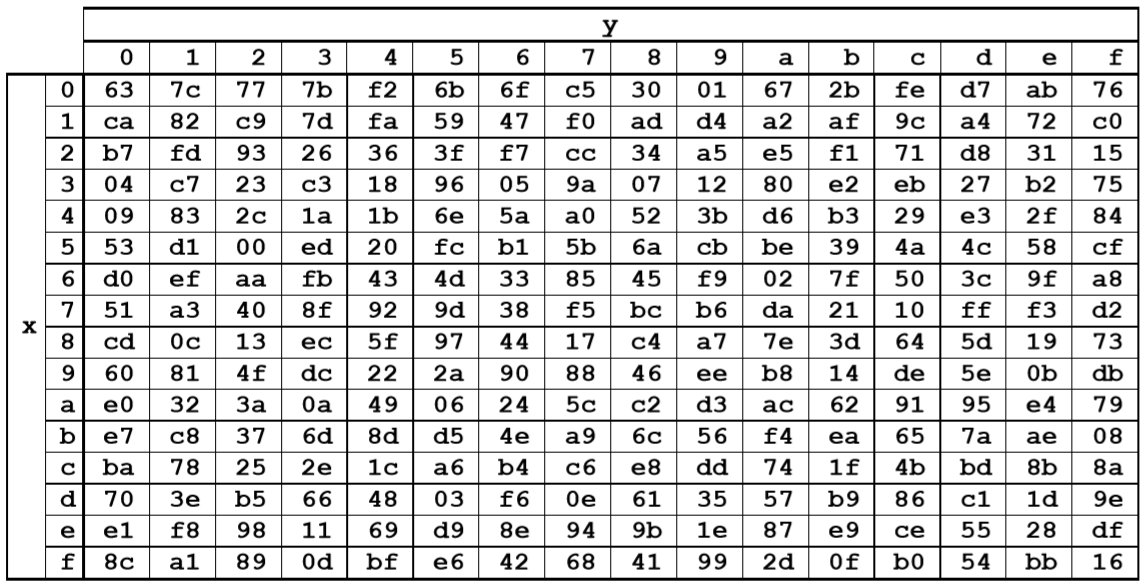 y
0 1 2 3 4 5 6 7 8 9 a b c d e f
0 63 7c 77 7b f2 6b 6f c5 30 01 67 2b fe d7 ab 76
1 ca 82 c9 7d fa 59 47 f0 ad d4 a2 af 9c a4 72 c0
2 b7 fd 93 26 36 3f f7 cc 34 a5 e5 f1 71 d8 31 15
3 04 c7 23 c3 18 96 05 9a 07 12 80 e2 eb 27 b2 75
4 09 83 2c 1a 1b 6e 5a a0 52 3b d6 b3 29 e3 2f 84
5 53 d1 00 ed 20 fc b1 5b 6a cb be 39 4a 4c 58 cf
6 d0 ef aa fb 43 4d 33 85 45 f9 02 7f 50 3c 9f a8
7 51 a3 40 8f 92 9d 38 f5 bc b6 da 21 10 ff f3 d2
x
8 cd 0c 13 ec 5f 97 44 17 c4 a7 7e 3d 64 5d 19 73
9 60 81 4f dc 22 2a 90 88 46 ee b8 14 de 5e 0b db
a e0 32 3a 0a 49 06 24 5c c2 d3 ac 62 91 95 e4 79
b e7 c8 37 6d 8d d5 4e a9 6c 56 f4 ea 65 7a ae 08
c ba 78 25 2e 1c a6 b4 c6 e8 dd 74 1f 4b bd 8b 8a
d 70 3e b5 66 48 03 f6 0e 61 35 57 b9 86 c1 1d 9e
e e1 f8 98 11 69 d9 8e 94 9b 1e 87 e9 ce 55 28 df
f 8c a1 89 0d bf e6 42 68 41 99 2d 0f b0 54 bb 16